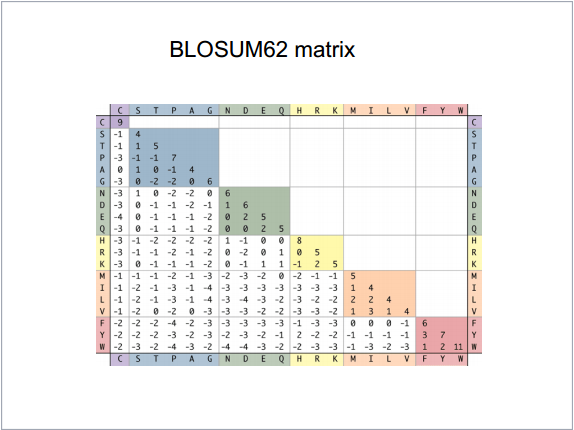 BLOSUM62 matrix
C S T P A G N D E Q H R K M I L V F Y W
C 9 C
S -1 4 S
T -1 1 5 T
P -3 -1 -1 7 P
A 0 1 0 -1 4 A
G -3 0 -2 -2 0 6 G
N -3 1 0 -2 -2 0 6 N
D -3 0 -1 -1 -2 -1 1 6 D
E -4 0 -1 -1 -1 -2 0 2 5 E
Q -3 0 -1 -1 -1 -2 0 0 2 5 Q
H -3 -1 -2 -2 -2 -2 1 -1 0 0 8 H
R -3 -1 -1 -2 -1 -2 0 -2 0 1 0 5 R
K -3 0 -1 -1 -1 -2 0 -1 1 1 -1 2 5 K
M -1 -1 -1 -2 -1 -3 -2 -3 -2 0 -2 -1 -1 5 M
I -1 -2 -1 -3 -1 -4 -3 -3 -3 -3 -3 -3 -3 1 4 I
L -1 -2 -1 -3 -1 -4 -3 -4 -3 -2 -3 -2 -2 2 2 4 L
V -1 -2 0 -2 0 -3 -3 -3 -2 -2 -3 -3 -2 1 3 1 4 V
F -2 -2 -2 -4 -2 -3 -3 -3 -3 -3 -1 -3 -3 0 0 0 -1 6 F
Y -2 -2 -2 -3 -2 -3 -2 -3 -2 -1 2 -2 -2 -1 -1 -1 -1 3 7 Y
W -2 -3 -2 -4 -3 -2 -4 -4 -3 -2 -2 -3 -3 -1 -3 -2 -3 1 2 11 W
C S T P A G N D E Q H R K M I L V F Y W